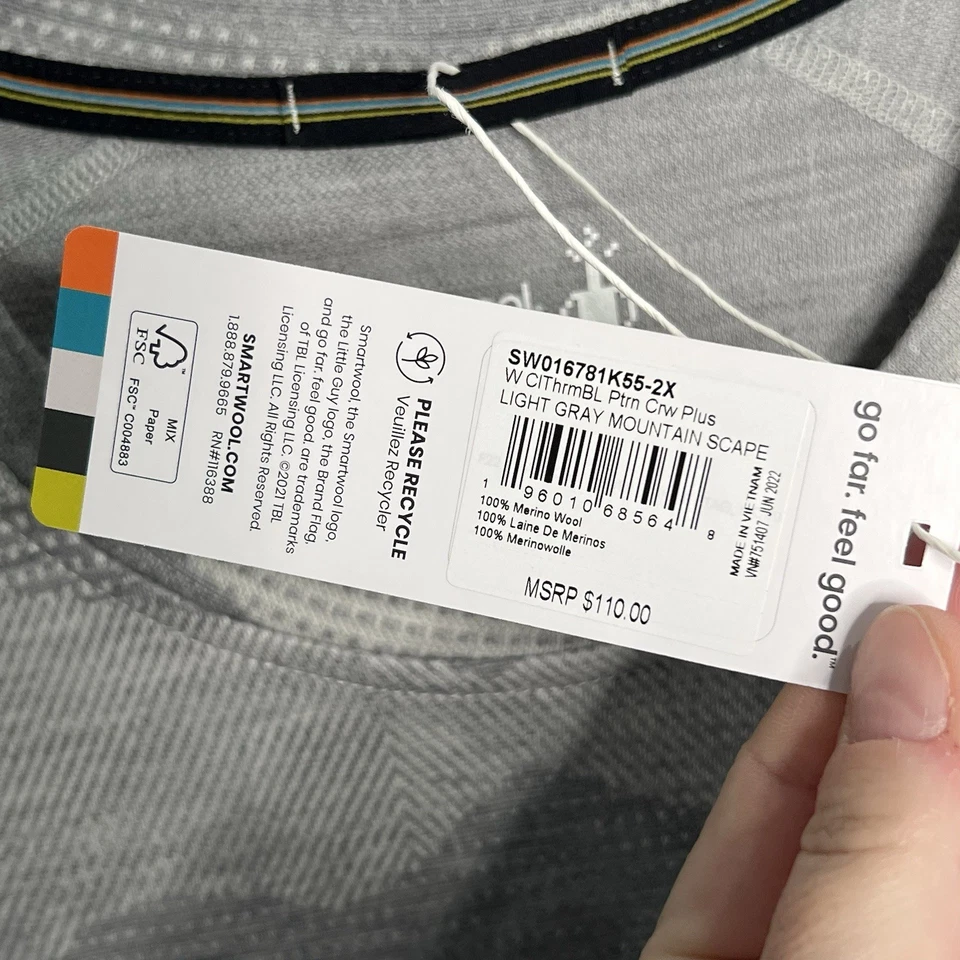 SW016781K55-2X
W ClThrmBL Ptrn Crw Plus
LIGHT GRAY MOUNTAIN SCAPE
1 96010 68564 8
100% Merino Wool
100% Laine De Merinos
100% Merinowolle
MADE IN VIETNAM
VN#751407 JUN 2022
MSRP $110.00
go far. feel good.™
PLEASE RECYCLE
Veuillez Recycler
Smartwool, the Smartwool logo,
the Little Guy logo, the Brand Flag,
and go far. feel good. are trademarks
of TBL Licensing LLC. ©2021 TBL
Licensing LLC. All Rights Reserved.
SMARTWOOL.COM
1.888.879.9665 RN#116388
FSC™
MIX
Paper
FSC™ C004883